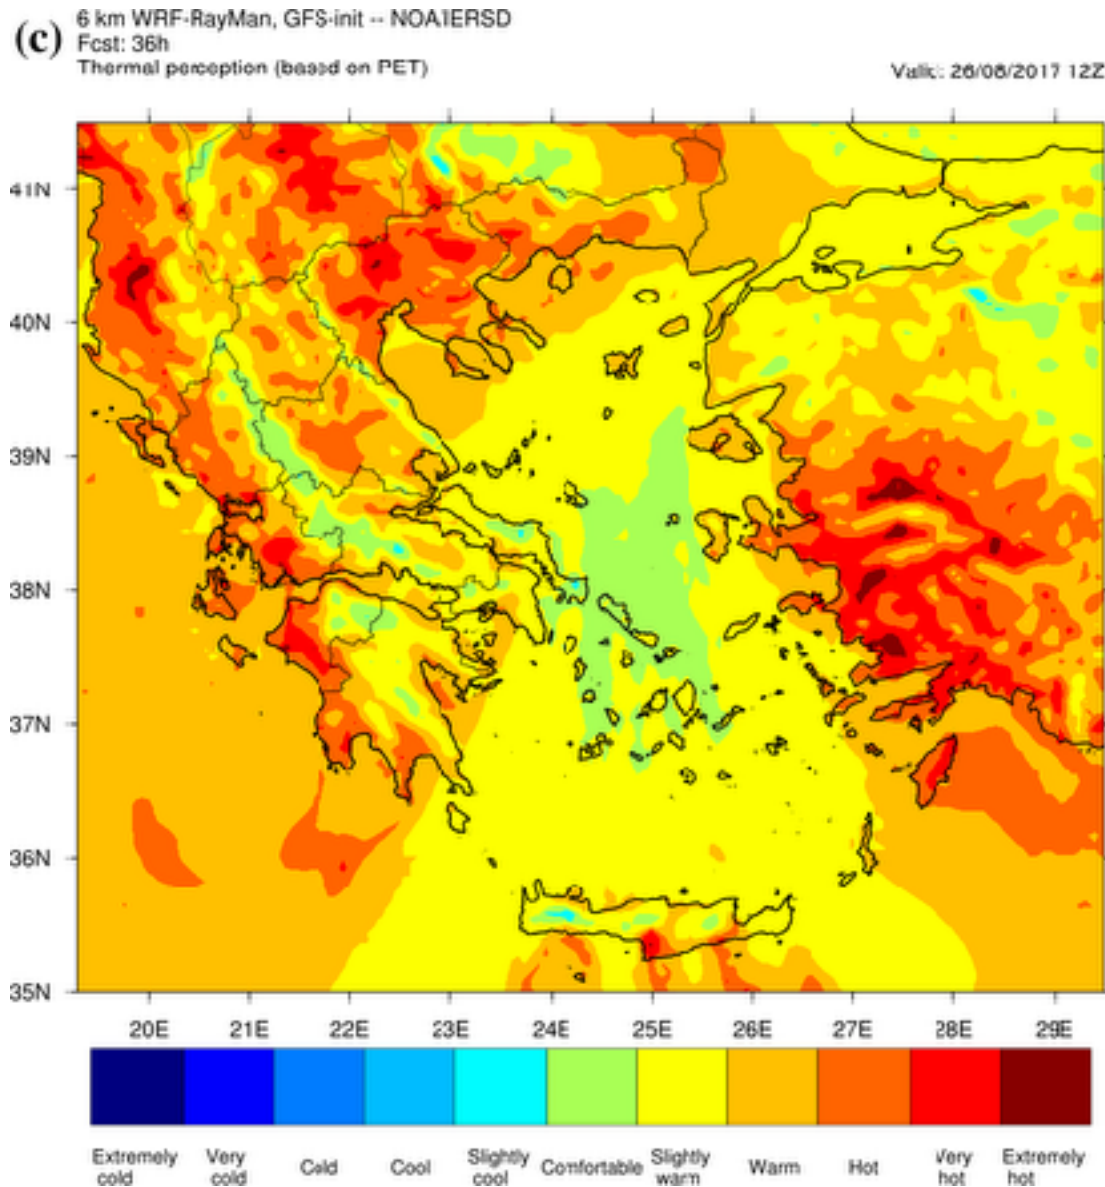 (c)
6 km WRF-RayMan, GFS-init -- NOA/IERSD
Fcst: 36h
Thermal perception (based on PET)
Valid: 26/08/2017 12Z
41N
40N
39N
38N
37N
36N
35N
20E 21E 22E 23E 24E 25E 26E 27E 28E 29E
Extremely cold
Very cold
Cold
Cool
Slightly cool
Comfortable
Slightly warm
Warm
Hot
Very hot
Extremely hot